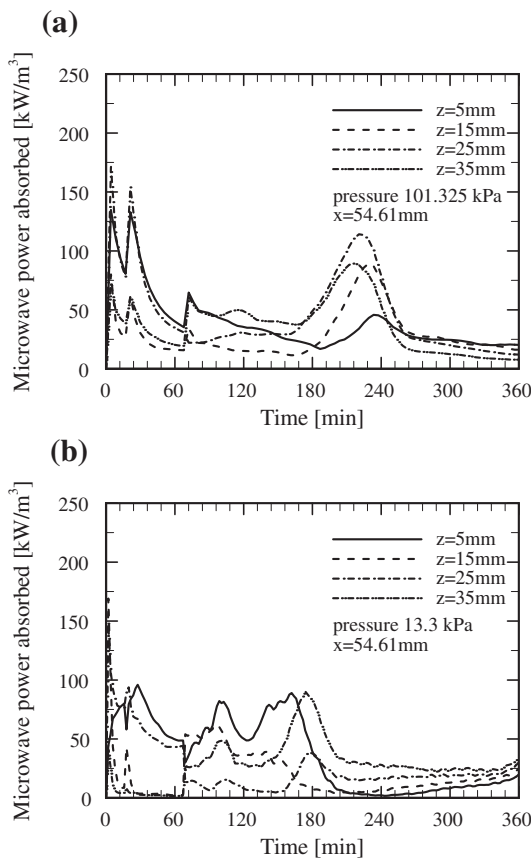 (a)
Microwave power absorbed [kW/m³]
250
200
150
100
50
0
z=5mm
z=15mm
z=25mm
z=35mm
pressure 101.325 kPa
x=54.61mm
0 60 120 180 240 300 360
Time [min]
(b)
Microwave power absorbed [kW/m³]
250
200
150
100
50
0
z=5mm
z=15mm
z=25mm
z=35mm
pressure 13.3 kPa
x=54.61mm
0 60 120 180 240 300 360
Time [min]